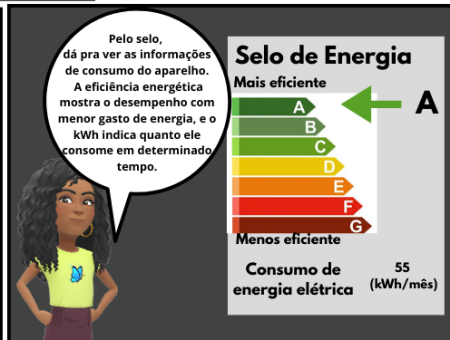 Pelo selo,
dá pra ver as informações
de consumo do aparelho.
A eficiência energética
mostra o desempenho com
menor gasto de energia, e o
kWh indica quanto ele
consome em determinado
tempo.
Selo de Energia
Mais eficiente
A
A
B
C
D
E
F
G
Menos eficiente
Consumo de
energia elétrica
55
(kWh/mês)